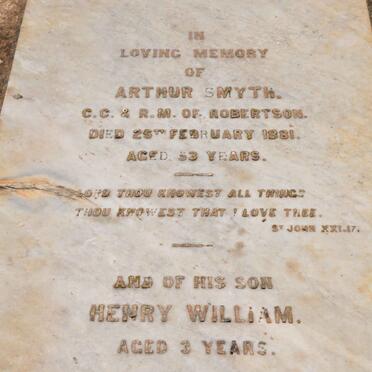 IN
LOVING MEMORY
OF
ARTHUR SMYTH.
C.C. & R.M. OF ROBERTSON.
DIED 26TH FEBRUARY 1881.
AGED 53 YEARS.
LORD THOU KNOWEST ALL THINGS
THOU KNOWEST THAT I LOVE THEE.
ST JOHN XXI.17.
AND OF HIS SON
HENRY WILLIAM.
AGED 3 YEARS.